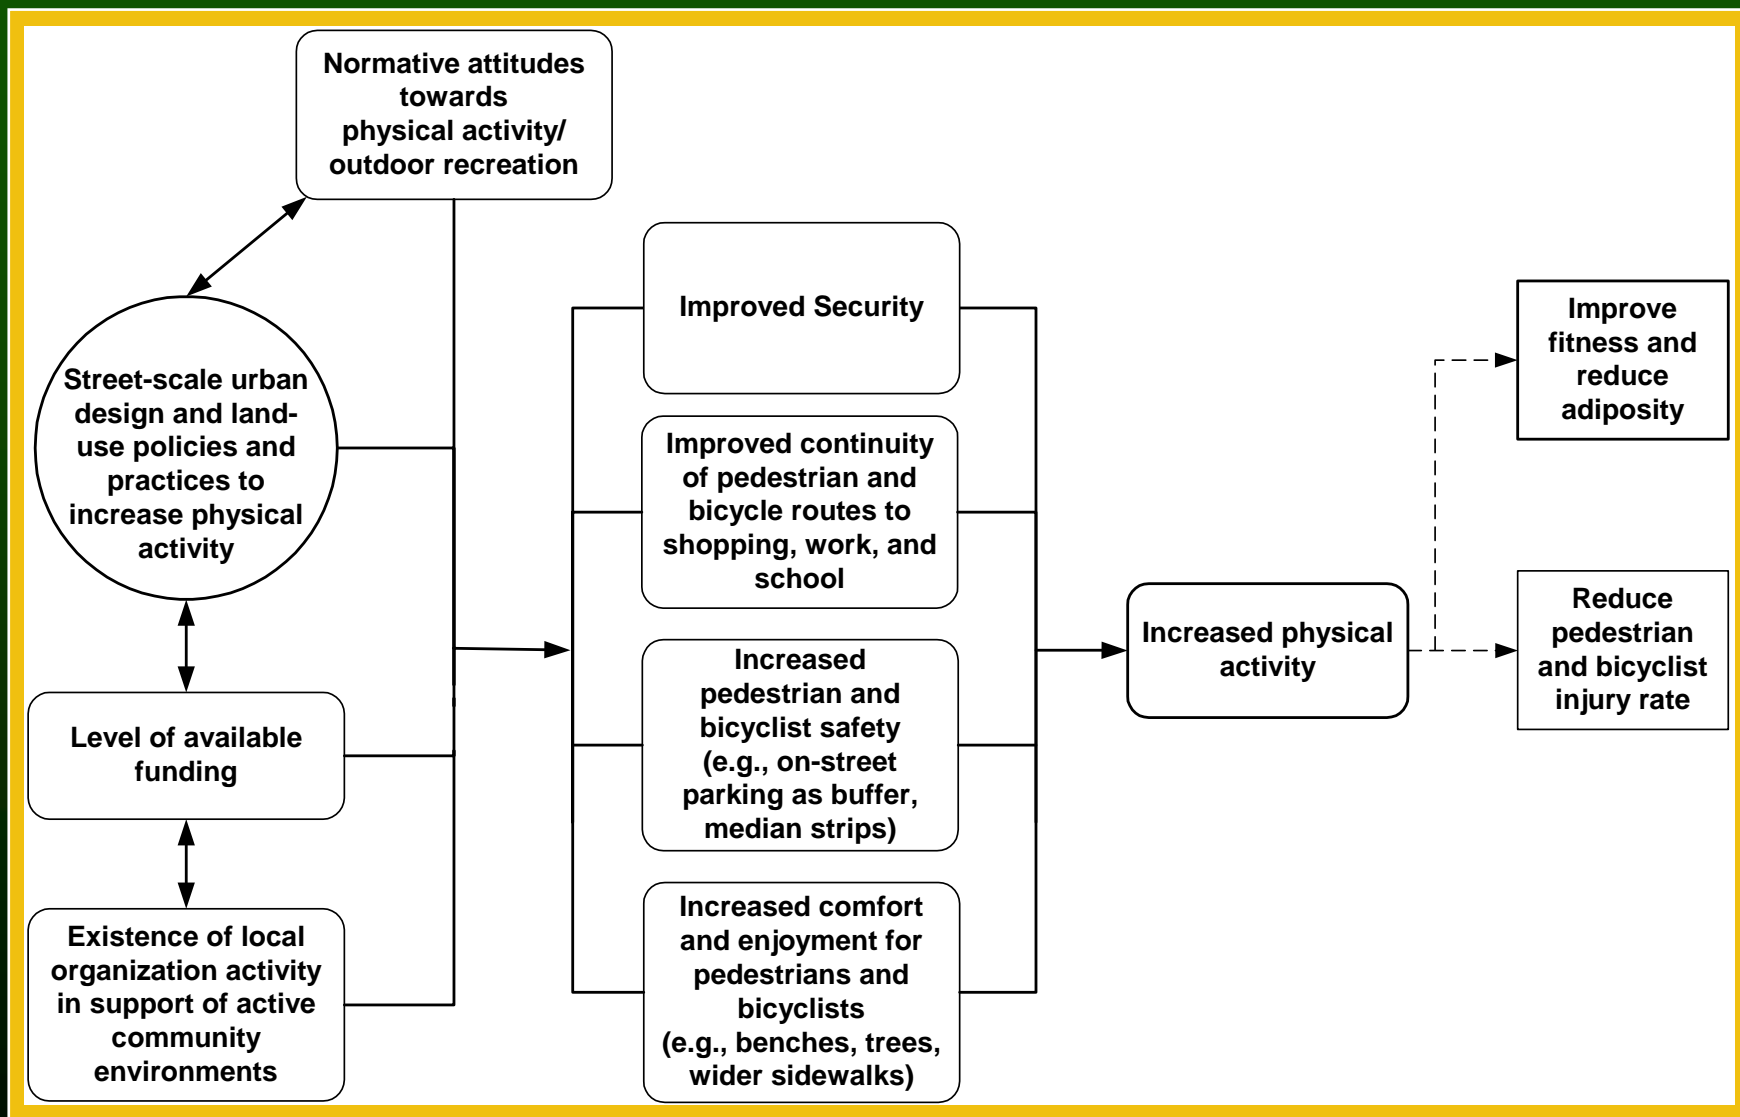 Normative attitudes
towards
physical activity/
outdoor recreation
Street-scale urban
design and land-
use policies and
practices to
increase physical
activity
Level of available
funding
Existence of local
organization activity
in support of active
community
environments
Improved Security
Improved continuity
of pedestrian and
bicycle routes to
shopping, work, and
school
Increased
pedestrian and
bicyclist safety
(e.g., on-street
parking as buffer,
median strips)
Increased comfort
and enjoyment for
pedestrians and
bicyclists
(e.g., benches, trees,
wider sidewalks)
Increased physical
activity
Improve
fitness and
reduce
adiposity
Reduce
pedestrian
and bicyclist
injury rate